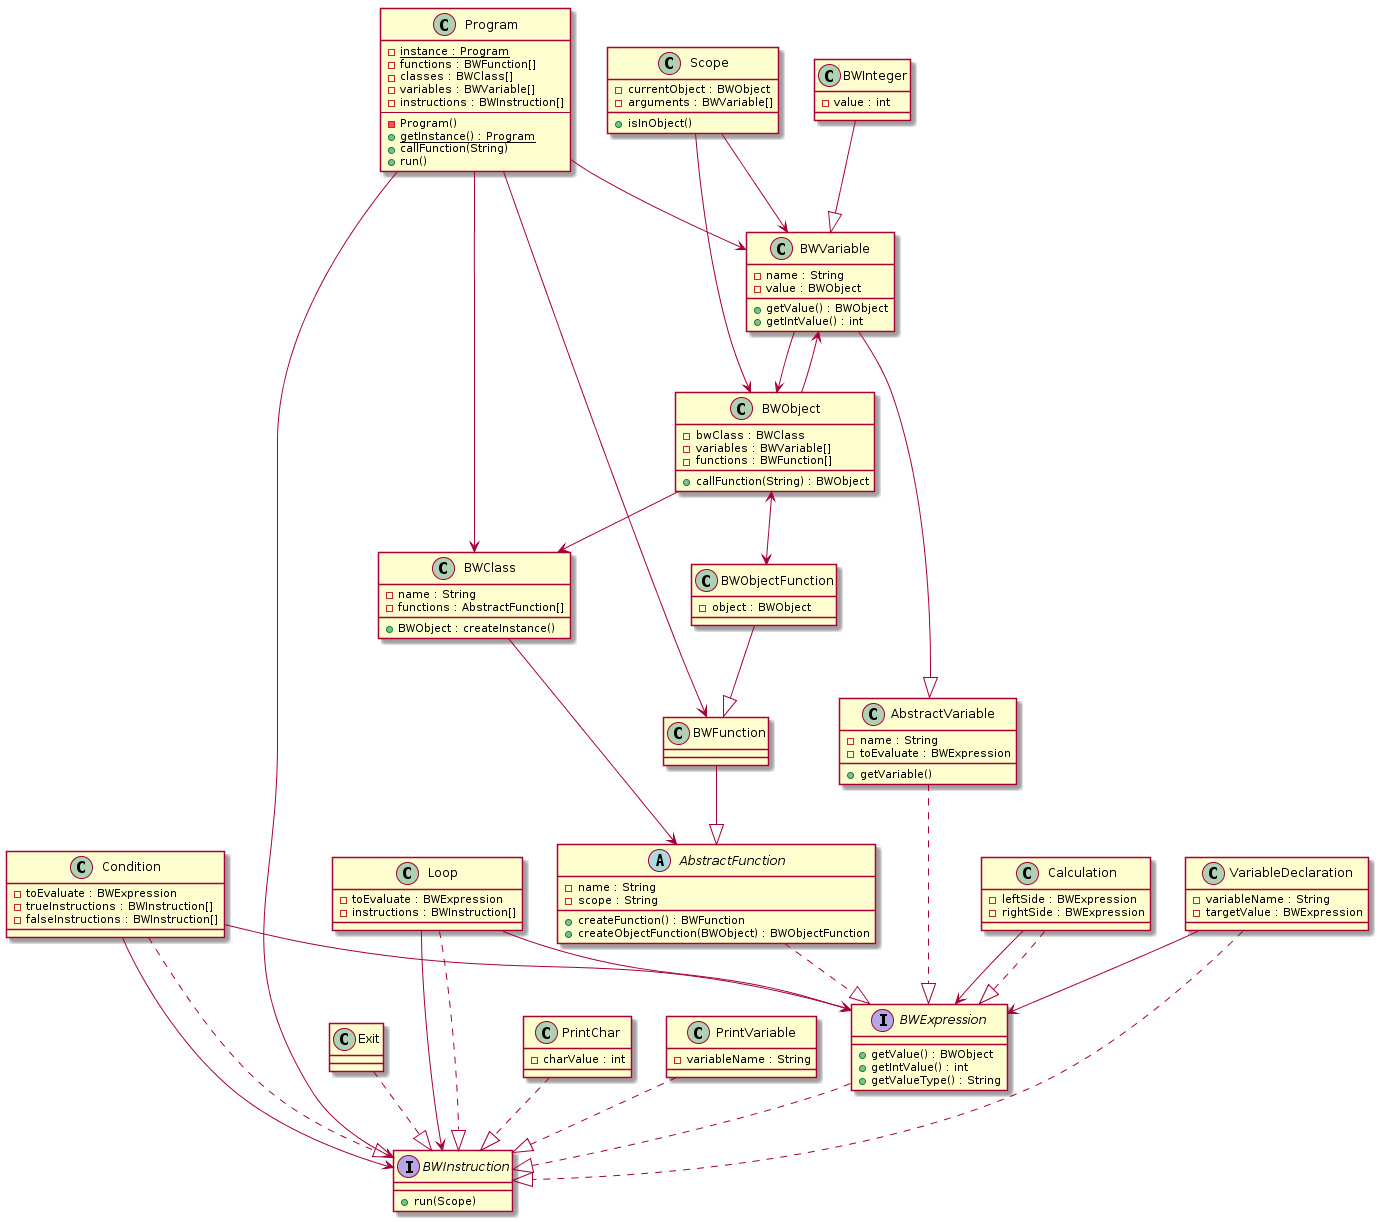 C Program
instance : Program
functions : BWFunction[]
classes : BWClass[]
variables : BWVariable[]
instructions : BWInstruction[]
Program()
getInstance() : Program
callFunction(String)
run()
C Scope
currentObject : BWObject
arguments : BWVariable[]
isInObject()
C BWInteger
value : int
C BWVariable
name : String
value : BWObject
getValue() : BWObject
getIntValue() : int
C BWObject
bwClass : BWClass
variables : BWVariable[]
functions : BWFunction[]
callFunction(String) : BWObject
C BWClass
name : String
functions : AbstractFunction[]
BWObject : createInstance()
C BWObjectFunction
object : BWObject
C BWFunction
C AbstractVariable
name : String
toEvaluate : BWExpression
getVariable()
C Condition
toEvaluate : BWExpression
trueInstructions : BWInstruction[]
falseInstructions : BWInstruction[]
C Loop
toEvaluate : BWExpression
instructions : BWInstruction[]
A AbstractFunction
name : String
scope : String
createFunction() : BWFunction
createObjectFunction(BWObject) : BWObjectFunction
C Calculation
leftSide : BWExpression
rightSide : BWExpression
C VariableDeclaration
variableName : String
targetValue : BWExpression
C Exit
C PrintChar
charValue : int
C PrintVariable
variableName : String
I BWExpression
getValue() : BWObject
getIntValue() : int
getValueType() : String
I BWInstruction
run(Scope)